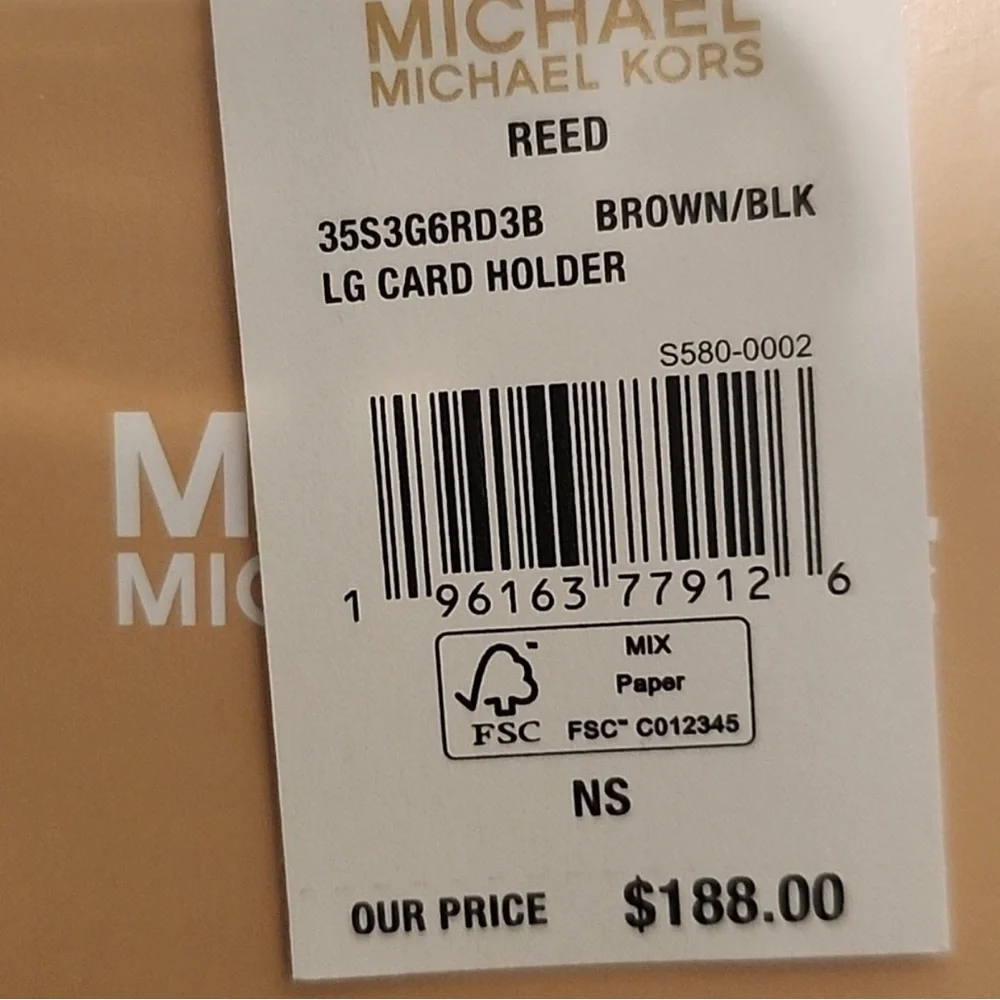 MICHAEL
MICHAEL KORS
REED
35S3G6RD3B BROWN/BLK
LG CARD HOLDER
S580-0002
1 96163 77912 6
MIX
Paper
FSC™ C012345
FSC
NS
OUR PRICE $188.00
M
MIC